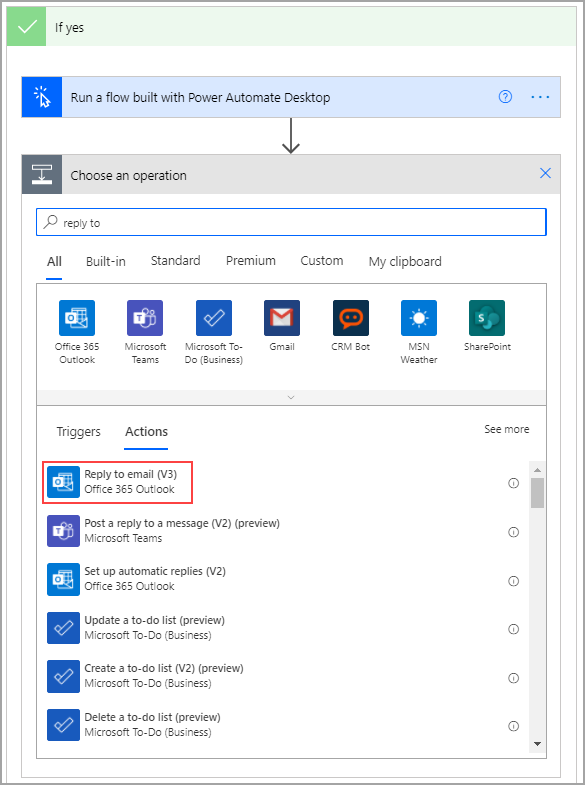 If yes
Run a flow built with Power Automate Desktop
Choose an operation
reply to
All Built-in Standard Premium Custom My clipboard
Office 365 Outlook
Microsoft Teams
Microsoft To-Do (Business)
Gmail
CRM Bot
MSN Weather
SharePoint
Triggers Actions See more
Reply to email (V3)
Office 365 Outlook
Post a reply to a message (V2) (preview)
Microsoft Teams
Set up automatic replies (V2)
Office 365 Outlook
Update a to-do list (preview)
Microsoft To-Do (Business)
Create a to-do list (V2) (preview)
Microsoft To-Do (Business)
Delete a to-do list (preview)
Microsoft To-Do (Business)